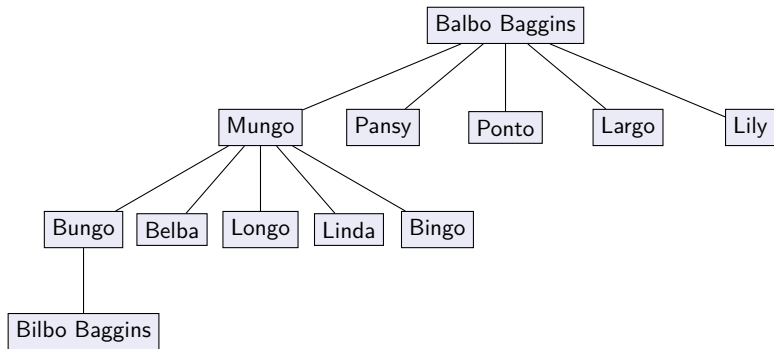 Balbo Baggins
Mungo
Pansy
Ponto
Largo
Lily
Bungo
Belba
Longo
Linda
Bingo
Bilbo Baggins